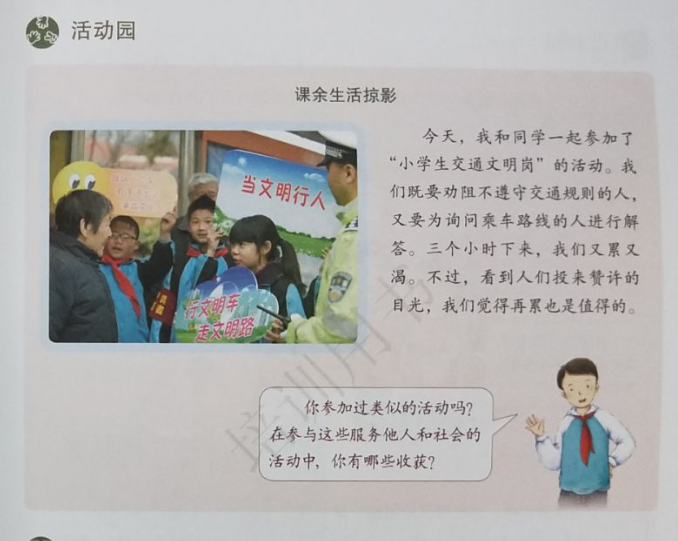 活动园
课余生活掠影
今天，我和同学一起参加了
“小学生交通文明岗”的活动。我
们既要劝阻不遵守交通规则的人，
又要为询问乘车路线的人进行解
答。三个小时下来，我们又累又
渴。不过，看到人们投来赞许的
目光，我们觉得再累也是值得的。
当文明行人
行文明车
走文明路
你参加过类似的活动吗？
在参与这些服务他人和社会的
活动中，你有哪些收获？
培训用书